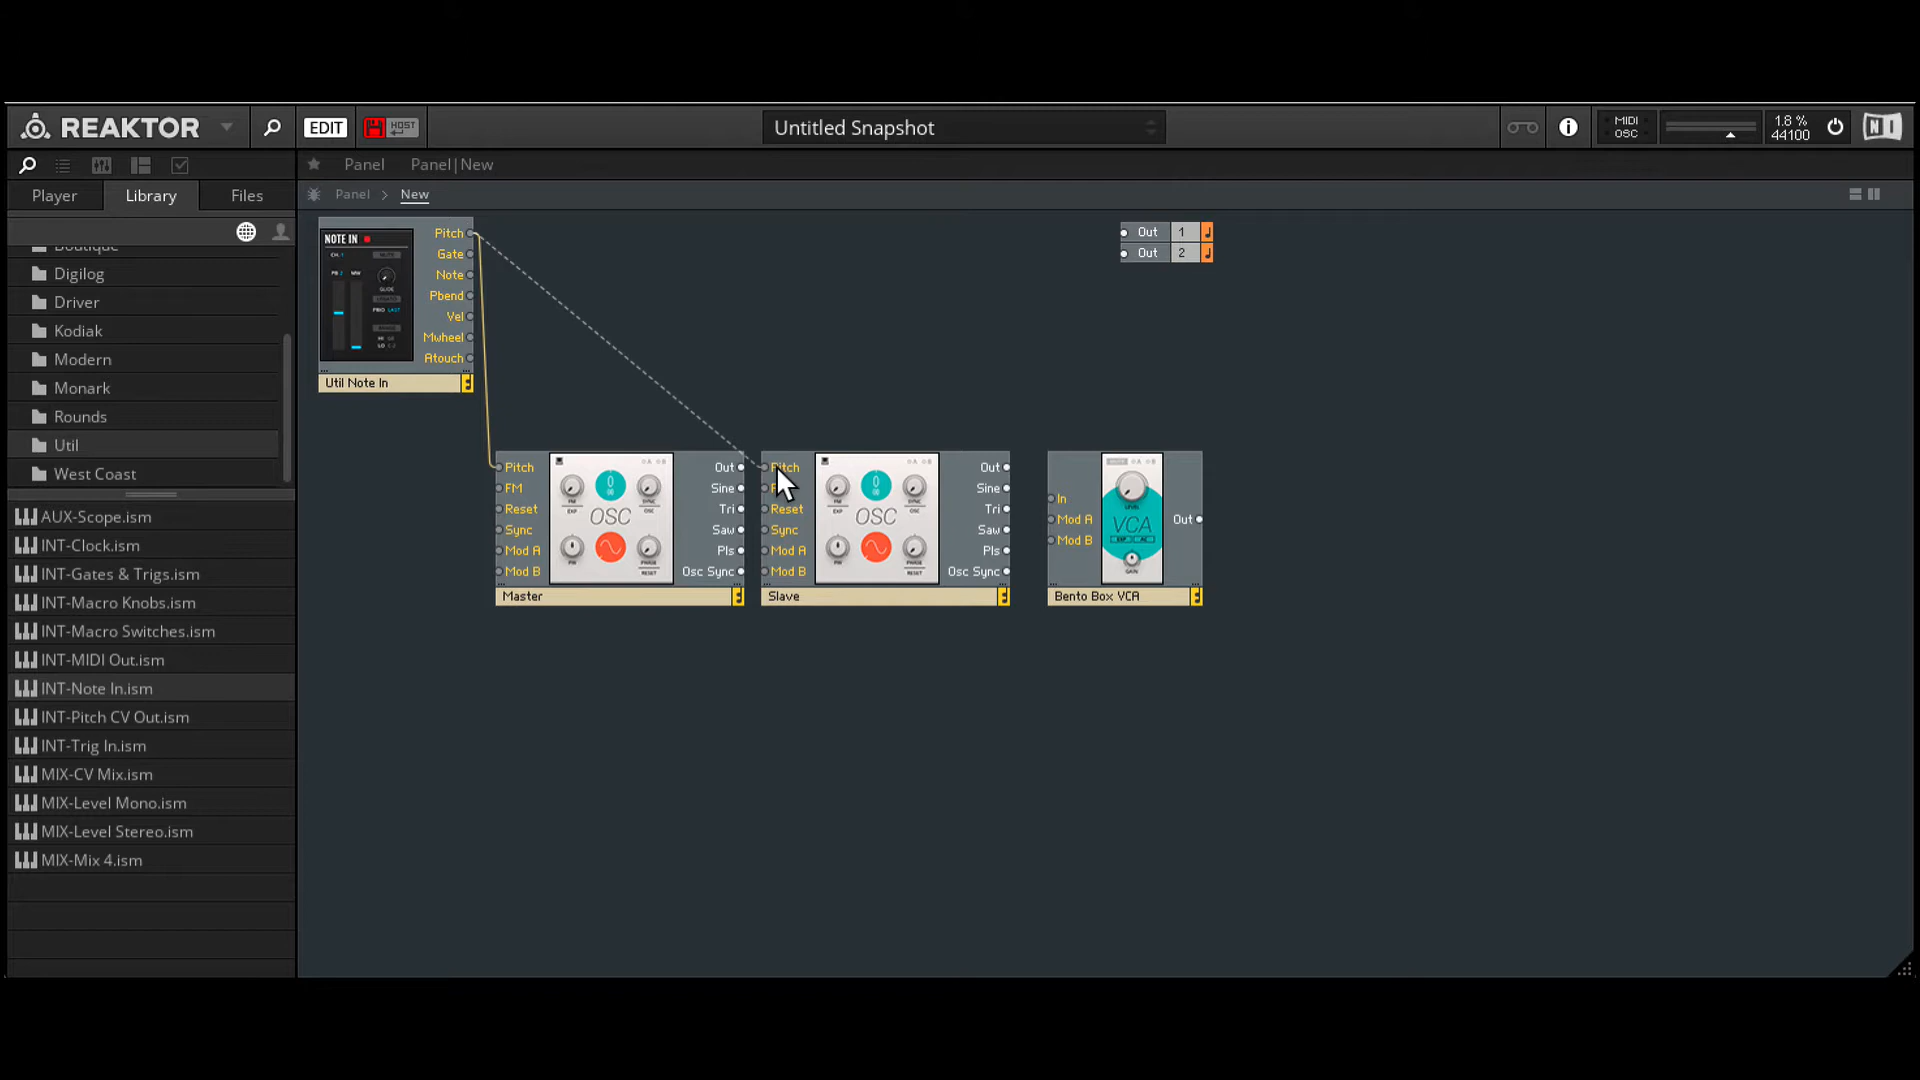 REAKTOR
EDIT
HOST
Untitled Snapshot
MIDI
OSC
1.8 %
44100
NI
Panel
Panel|New
Player
Library
Files
Panel > New
Boutique
Digilog
Driver
Kodiak
Modern
Monark
Rounds
Util
West Coast
AUX-Scope.ism
INT-Clock.ism
INT-Gates & Trigs.ism
INT-Macro Knobs.ism
INT-Macro Switches.ism
INT-MIDI Out.ism
INT-Note In.ism
INT-Pitch CV Out.ism
INT-Trig In.ism
MIX-CV Mix.ism
MIX-Level Mono.ism
MIX-Level Stereo.ism
MIX-Mix 4.ism
NOTE IN
GLIDE
Pitch
Gate
Note
Pbend
Vel
Mwheel
Atouch
Util Note In
Out 1
Out 2
Pitch
FM
Reset
Sync
Mod A
Mod B
OSC
Out
Sine
Tri
Saw
Pls
Osc Sync
Master
Pitch
Reset
Sync
Mod A
Mod B
OSC
Out
Sine
Tri
Saw
Pls
Osc Sync
Slave
In
Mod A
Mod B
LEVEL
VCA
GAIN
Out
Bento Box VCA